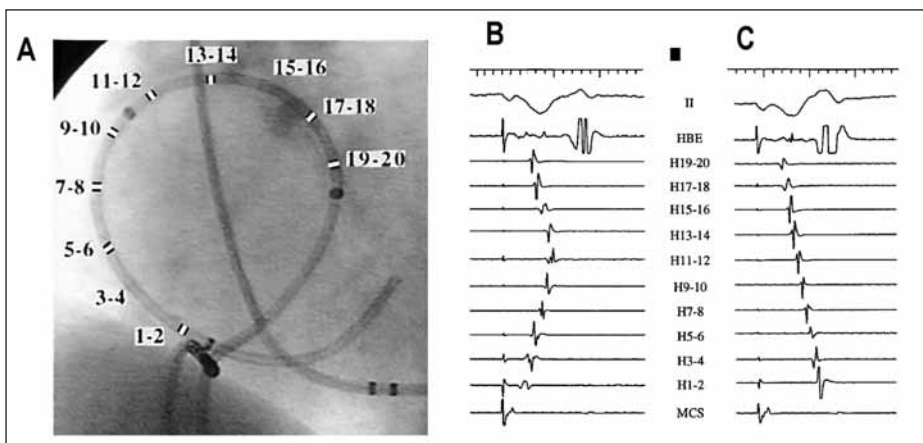 A
13-14
11-12
15-16
9-10
17-18
7-8
19-20
5-6
3-4
1-2
B
C
II
HBE
H19-20
H17-18
H15-16
H13-14
H11-12
H9-10
H7-8
H5-6
H3-4
H1-2
MCS